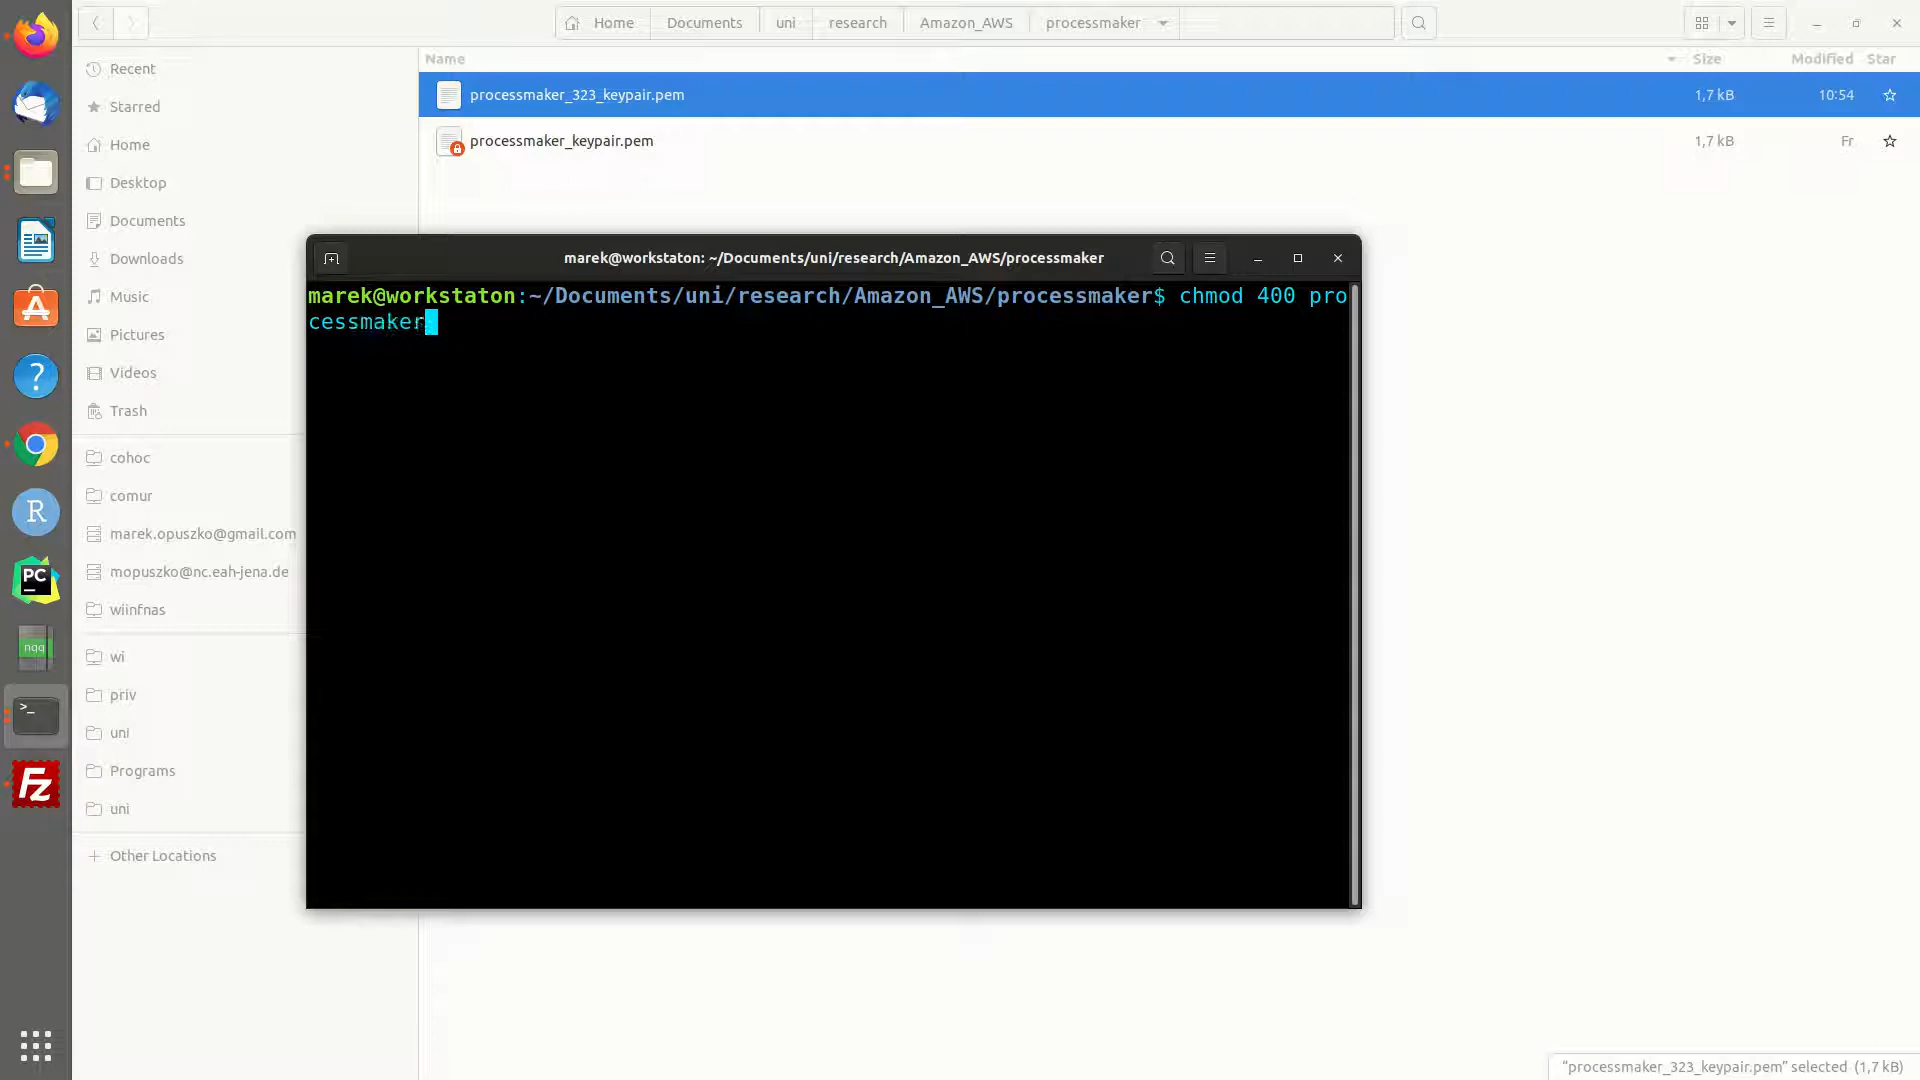 Home Documents uni research Amazon_AWS processmaker
Name Size Modified Star
Recent
Starred
Home
Desktop
Documents
Downloads
Music
Pictures
Videos
Trash
cohoc
comur
marek.opuszko@gmail.com
mopuszko@nc.eah-jena.de
wiinfnas
wi
priv
uni
Programs
uni
Other Locations
processmaker_323_keypair.pem 1,7 kB 10:54
processmaker_keypair.pem 1,7 kB Fr
marek@workstaton: ~/Documents/uni/research/Amazon_AWS/processmaker
marek@workstaton:~/Documents/uni/research/Amazon_AWS/processmaker$ chmod 400 pro
cessmaker
?
R
PC
nqq
>_
Fz
"processmaker_323_keypair.pem" selected (1,7 kB)